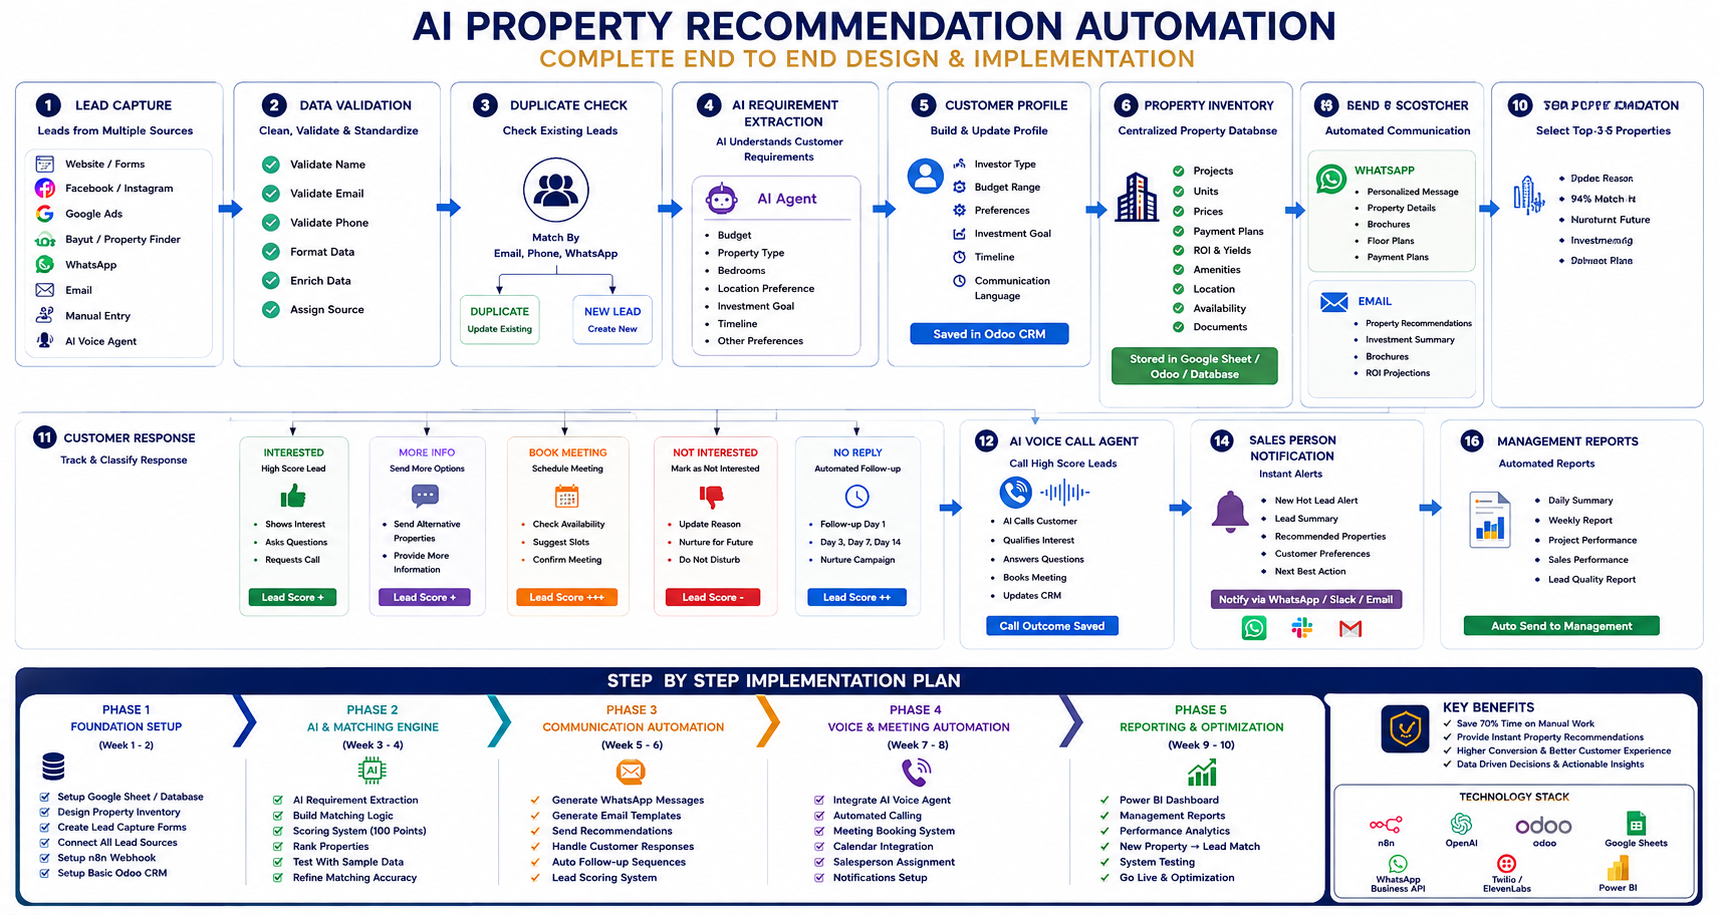 AI PROPERTY RECOMMENDATION AUTOMATION
COMPLETE END TO END DESIGN & IMPLEMENTATION
1 LEAD CAPTURE
Leads from Multiple Sources
Website / Forms
Facebook / Instagram
Google Ads
Bayut / Property Finder
WhatsApp
Email
Manual Entry
AI Voice Agent
2 DATA VALIDATION
Clean, Validate & Standardize
Validate Name
Validate Email
Validate Phone
Format Data
Enrich Data
Assign Source
3 DUPLICATE CHECK
Check Existing Leads
Match By
Email, Phone, WhatsApp
DUPLICATE
Update Existing
NEW LEAD
Create New
4 AI REQUIREMENT
EXTRACTION
AI Understands Customer
Requirements
AI Agent
• Budget
• Property Type
• Bedrooms
• Location Preference
• Investment Goal
• Timeline
• Other Preferences
5 CUSTOMER PROFILE
Build & Update Profile
Investor Type
Budget Range
Preferences
Investment Goal
Timeline
Communication
Language
Saved in Odoo CRM
6 PROPERTY INVENTORY
Centralized Property Database
Projects
Units
Prices
Payment Plans
ROI & Yields
Amenities
Location
Availability
Documents
Stored in Google Sheet /
Odoo / Database
SCOSTCHER
Automated Communication
WHATSAPP
• Personalized Message
• Property Details
• Brochures
• Floor Plans
• Payment Plans
EMAIL
• Property Recommendations
• Investment Summary
• Brochures
• ROI Projections
10
Select Top-3-5 Properties
• Reason
• 94% Match
• Future
11 CUSTOMER RESPONSE
Track & Classify Response
INTERESTED
High Score Lead
• Shows Interest
• Asks Questions
• Requests Call
Lead Score +
MORE INFO
Send More Options
• Send Alternative
Properties
• Provide More
Information
Lead Score +
BOOK MEETING
Schedule Meeting
• Check Availability
• Suggest Slots
• Confirm Meeting
Lead Score +++
NOT INTERESTED
Mark as Not Interested
• Update Reason
• Nurture for Future
• Do Not Disturb
Lead Score -
NO REPLY
Automated Follow-up
• Follow-up Day 1
• Day 3, Day 7, Day 14
• Nurture Campaign
Lead Score ++
12 AI VOICE CALL AGENT
Call High Score Leads
• AI Calls Customer
• Qualifies Interest
• Answers Questions
• Books Meeting
• Updates CRM
Call Outcome Saved
14 SALES PERSON
NOTIFICATION
Instant Alerts
• New Hot Lead Alert
• Lead Summary
• Recommended Properties
• Customer Preferences
• Next Best Action
Notify via WhatsApp / Slack / Email
16 MANAGEMENT REPORTS
Automated Reports
• Daily Summary
• Weekly Report
• Project Performance
• Sales Performance
• Lead Quality Report
Auto Send to Management
STEP BY STEP IMPLEMENTATION PLAN
PHASE 1
FOUNDATION SETUP
(Week 1 - 2)
Setup Google Sheet / Database
Design Property Inventory
Create Lead Capture Forms
Connect All Lead Sources
Setup n8n Webhook
Setup Basic Odoo CRM
PHASE 2
AI & MATCHING ENGINE
(Week 3 - 4)
AI
AI Requirement Extraction
Build Matching Logic
Scoring System (100 Points)
Rank Properties
Test With Sample Data
Refine Matching Accuracy
PHASE 3
COMMUNICATION AUTOMATION
(Week 5 - 6)
Generate WhatsApp Messages
Generate Email Templates
Send Recommendations
Handle Customer Responses
Auto Follow-up Sequences
Lead Scoring System
PHASE 4
VOICE & MEETING AUTOMATION
(Week 7 - 8)
Integrate AI Voice Agent
Automated Calling
Meeting Booking System
Calendar Integration
Salesperson Assignment
Notifications Setup
PHASE 5
REPORTING & OPTIMIZATION
(Week 9 - 10)
Power BI Dashboard
Management Reports
Performance Analytics
New Property → Lead Match
System Testing
Go Live & Optimization
KEY BENEFITS
Save 70% Time on Manual Work
Provide Instant Property Recommendations
Higher Conversion & Better Customer Experience
Data Driven Decisions & Actionable Insights
TECHNOLOGY STACK
n8n
OpenAI
odoo
odoo
Google Sheets
WhatsApp
Business API
Twilio /
ElevenLabs
Power BI